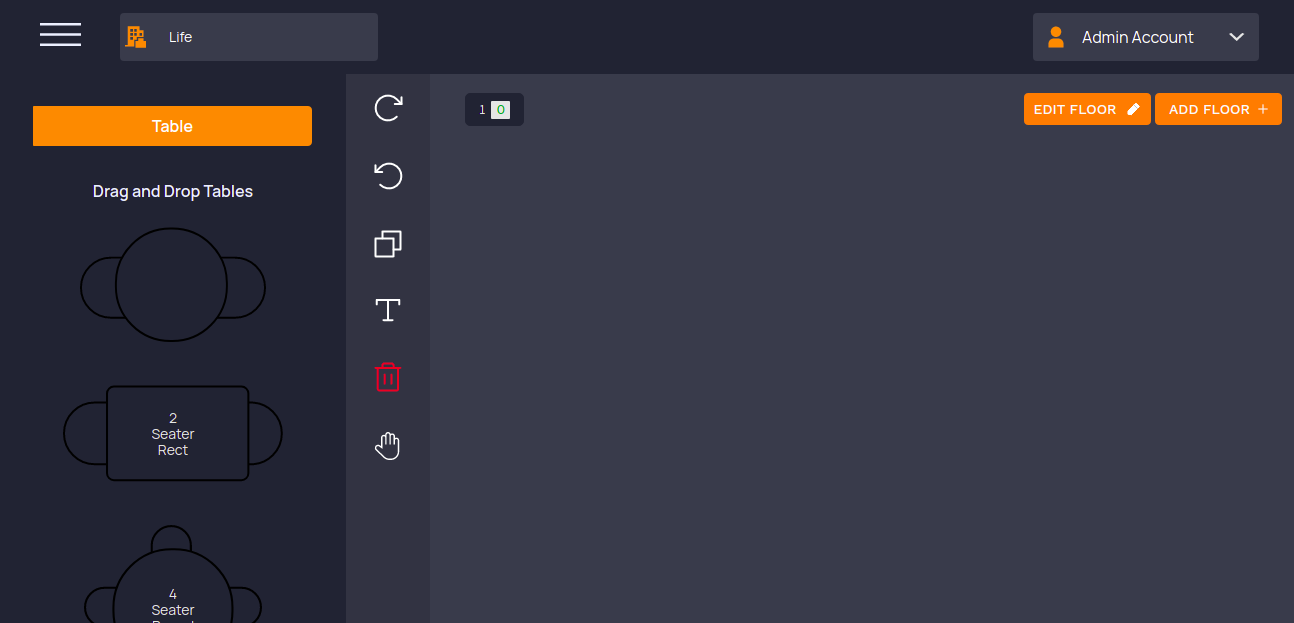 Life
Admin Account
Table
1 0
EDIT FLOOR
ADD FLOOR +
Drag and Drop Tables
2
Seater
Rect
4
Seater